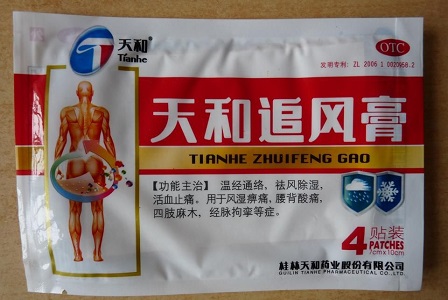 天和®
Tianhe
OTC
发明专利: ZL 2006 1 0020958.2
天和追风膏
TIANHE ZHUIFENG GAO
【功能主治】温经通络, 祛风除湿,
活血止痛。用于风湿痹痛, 腰背酸痛,
四肢麻木, 经脉拘挛等症。
4贴装
PATCHES
7cm×10cm
桂林天和药业股份有限公司
GUILIN TIANHE PHARMACEUTICAL CO.,LTD.